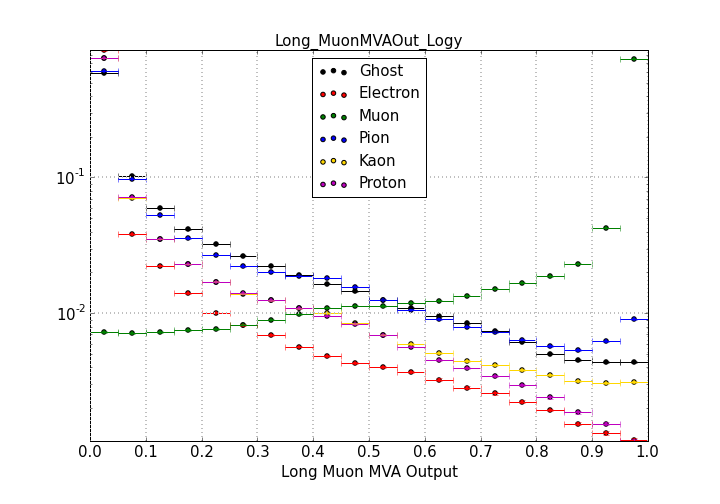 Long_MuonMVAOut_Logy
Ghost
Electron
Muon
Pion
Kaon
Proton
10⁻¹
10⁻²
0.0 0.1 0.2 0.3 0.4 0.5 0.6 0.7 0.8 0.9 1.0
Long Muon MVA Output